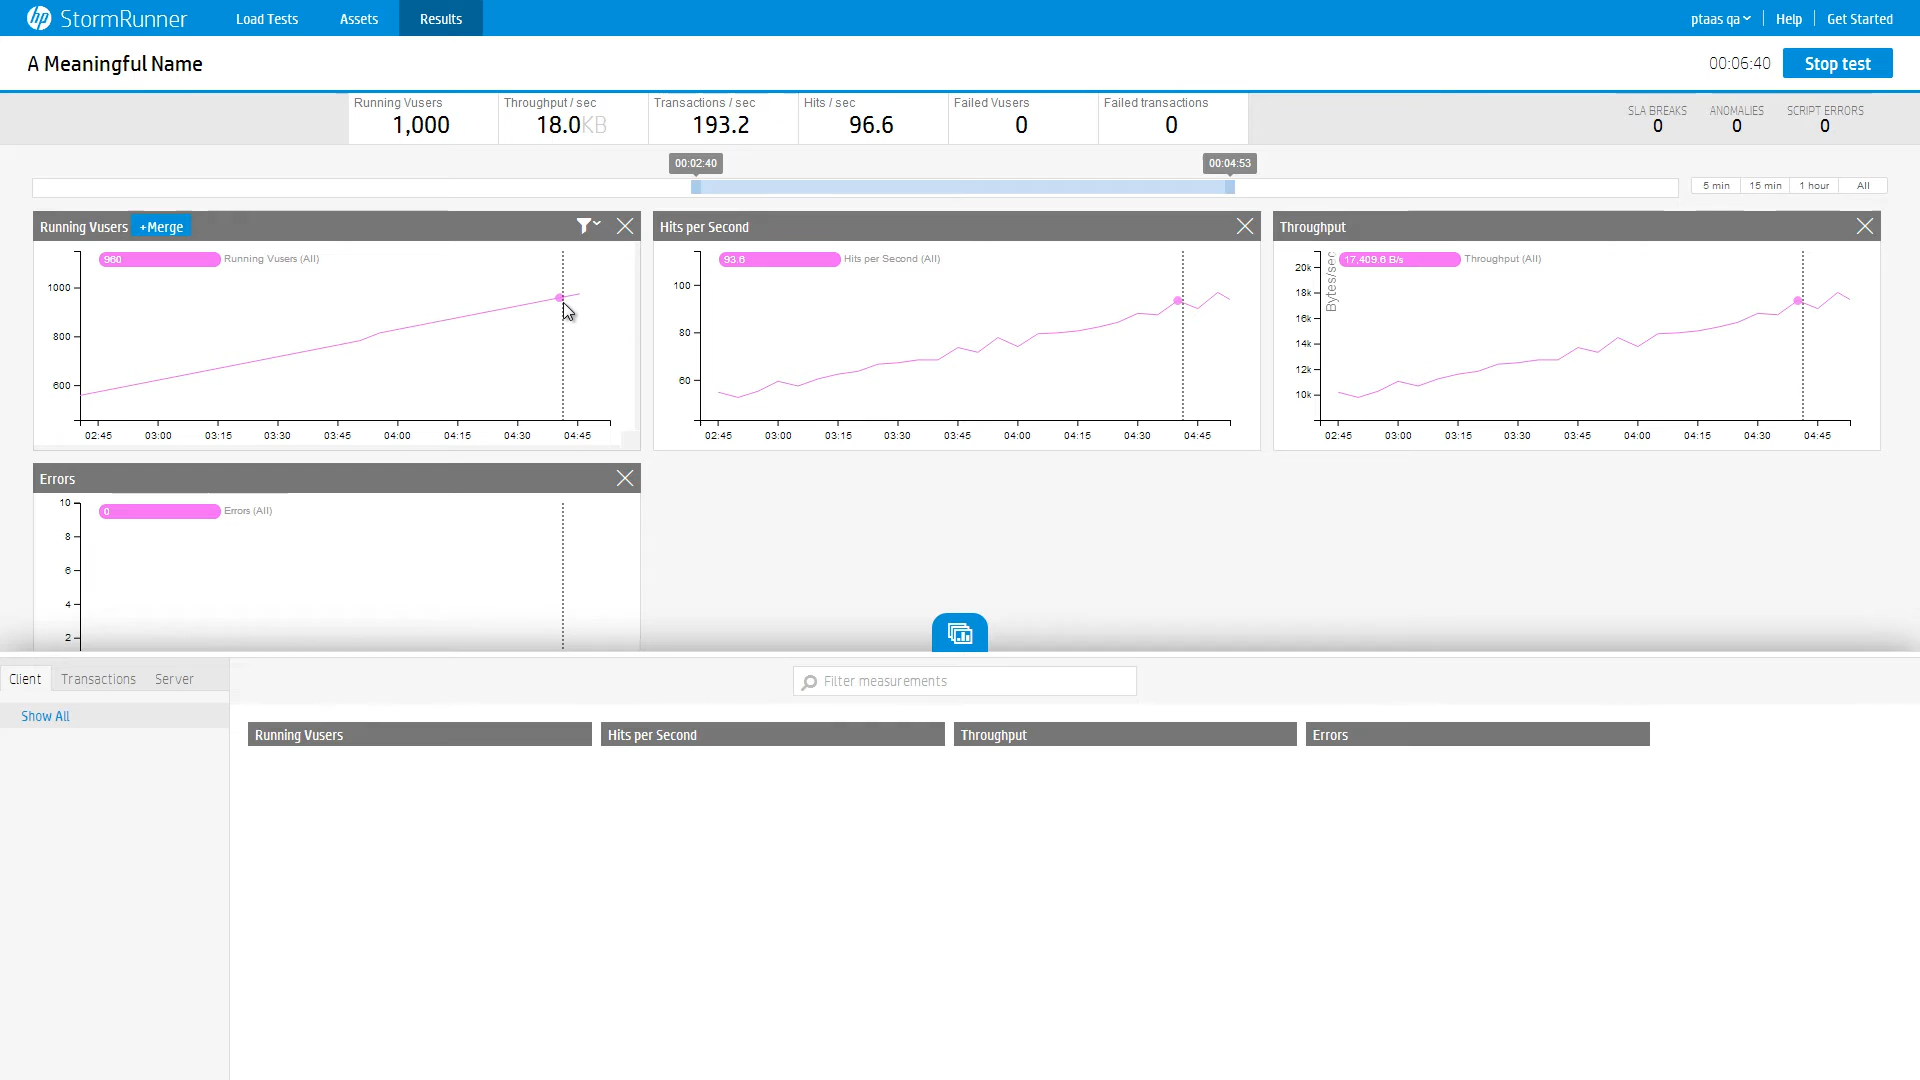 hp StormRunner Load Tests Assets Results ptaas qa Help Get Started
A Meaningful Name 00:06:40 Stop test
Running Vusers Throughput / sec Transactions / sec Hits / sec Failed Vusers Failed transactions SLA BREAKS ANOMALIES SCRIPT ERRORS
1,000 18.0KB 193.2 96.6 0 0 0 0 0
00:02:40 00:04:53
5 min 15 min 1 hour All
Running Vusers +Merge
960 Running Vusers (All)
1000
800
600
02:45 03:00 03:15 03:30 03:45 04:00 04:15 04:30 04:45
Hits per Second
93.6 Hits per Second (All)
100
80
60
02:45 03:00 03:15 03:30 03:45 04:00 04:15 04:30 04:45
Throughput
17,409.6 B/s Throughput (All)
Bytes/sec
20k
18k
16k
14k
12k
10k
02:45 03:00 03:15 03:30 03:45 04:00 04:15 04:30 04:45
Errors
0 Errors (All)
10
8
6
4
2
Client Transactions Server
Filter measurements
Show All
Running Vusers Hits per Second Throughput Errors